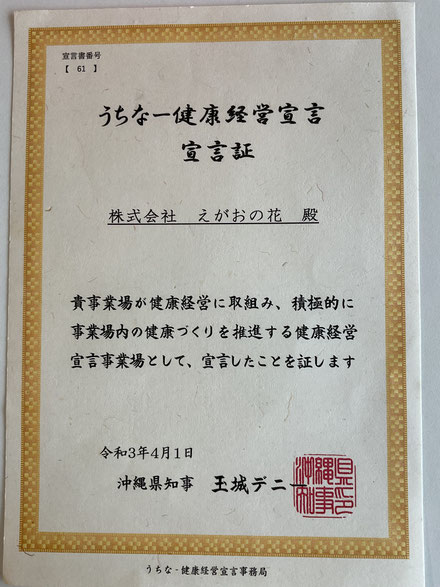 宣言書番号
【 61 】
うちなー健康経営宣言
宣言証
株式会社 えがおの花 殿
貴事業場が健康経営に取組み、積極的に
事業場内の健康づくりを推進する健康経営
宣言事業場として、宣言したことを証します
令和3年4月1日
沖縄県知事 玉城デニー
沖縄県知事印
うちな-健康経営宣言事務局